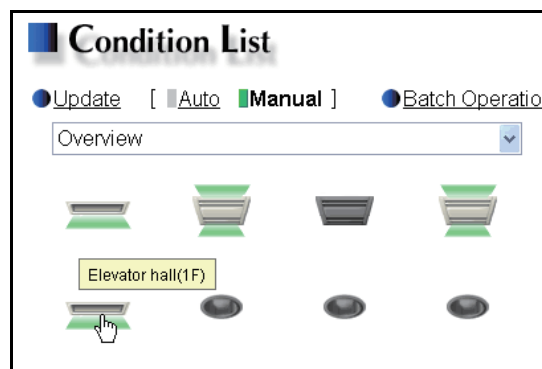 Condition List
Update [ Auto Manual ] Batch Operatio
Overview
Elevator hall(1F)